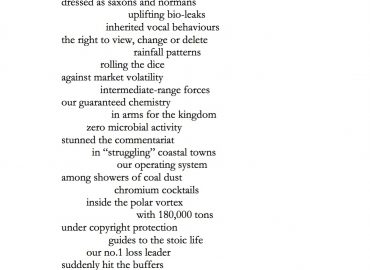 dressed as saxons and normans
uplifting bio-leaks
inherited vocal behaviours
the right to view, change or delete
rainfall patterns
rolling the dice
against market volatility
intermediate-range forces
our guaranteed chemistry
in arms for the kingdom
zero microbial activity
stunned the commentariat
in “struggling” coastal towns
our operating system
among showers of coal dust
chromium cocktails
inside the polar vortex
with 180,000 tons
under copyright protection
guides to the stoic life
our no.1 loss leader
suddenly hit the buffers